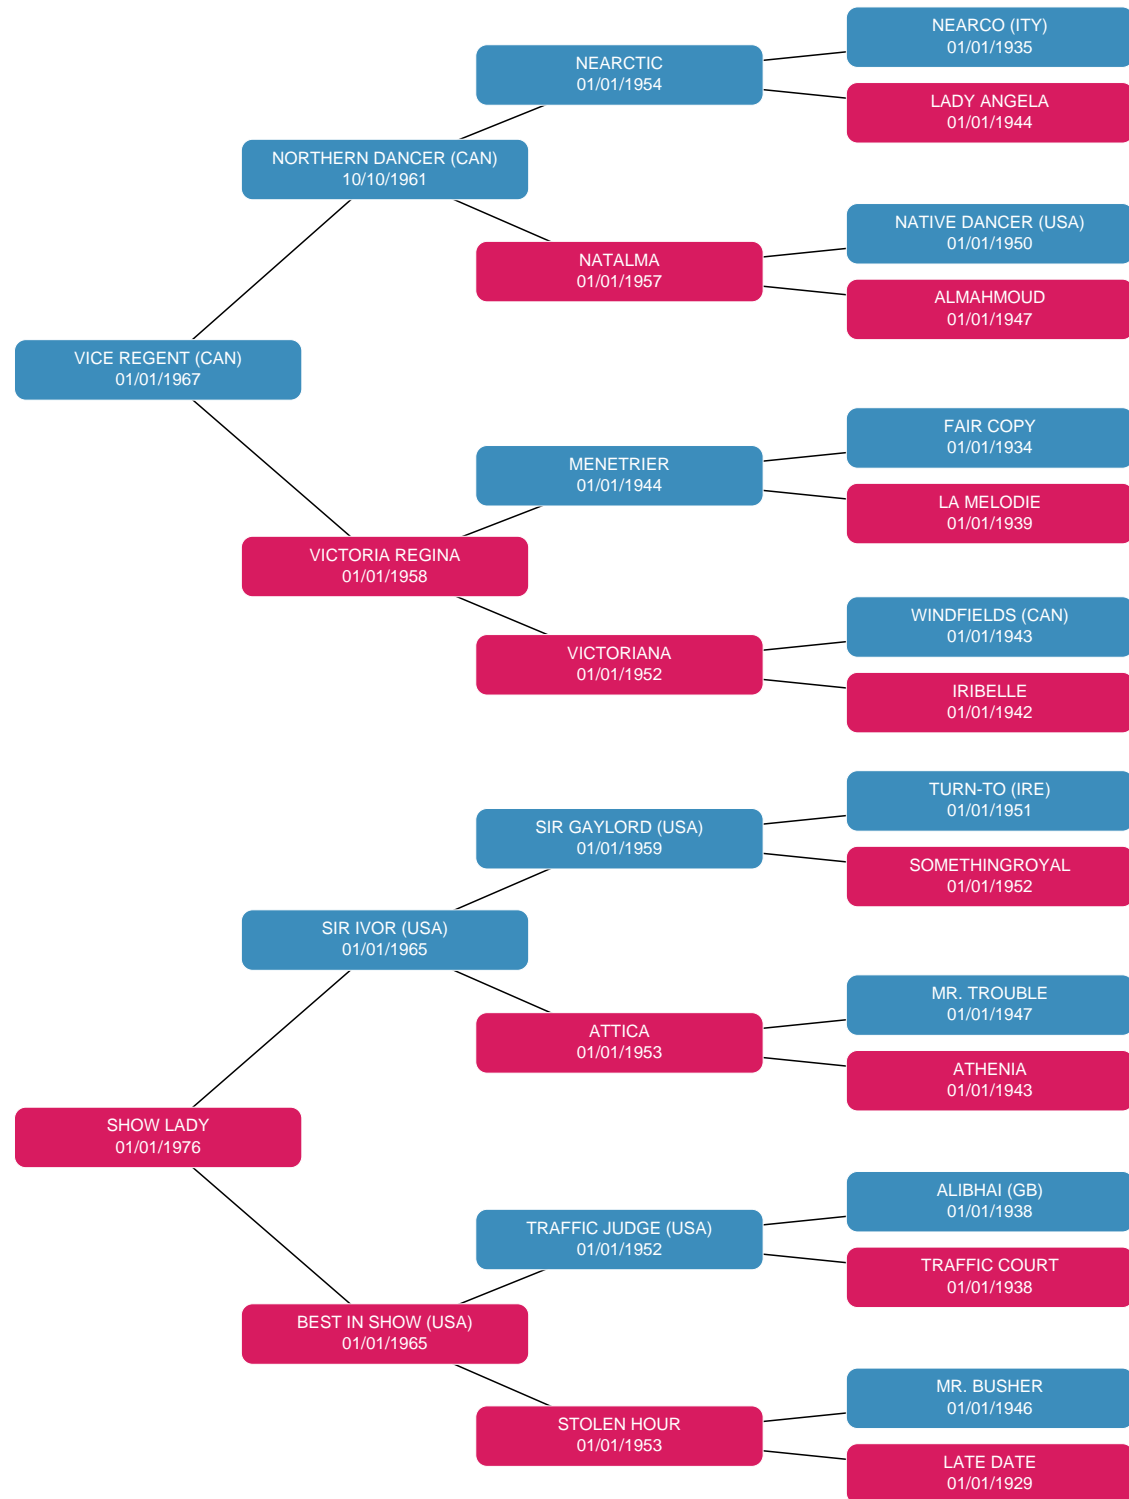 NEARCO (ITY)
01/01/1935
NEARCTIC
01/01/1954
LADY ANGELA
01/01/1944
NORTHERN DANCER (CAN)
10/10/1961
NATIVE DANCER (USA)
01/01/1950
NATALMA
01/01/1957
ALMAHMOUD
01/01/1947
VICE REGENT (CAN)
01/01/1967
FAIR COPY
01/01/1934
MENETRIER
01/01/1944
LA MELODIE
01/01/1939
VICTORIA REGINA
01/01/1958
WINDFIELDS (CAN)
01/01/1943
VICTORIANA
01/01/1952
IRIBELLE
01/01/1942
TURN-TO (IRE)
01/01/1951
SIR GAYLORD (USA)
01/01/1959
SOMETHINGROYAL
01/01/1952
SIR IVOR (USA)
01/01/1965
MR. TROUBLE
01/01/1947
ATTICA
01/01/1953
ATHENIA
01/01/1943
SHOW LADY
01/01/1976
ALIBHAI (GB)
01/01/1938
TRAFFIC JUDGE (USA)
01/01/1952
TRAFFIC COURT
01/01/1938
BEST IN SHOW (USA)
01/01/1965
MR. BUSHER
01/01/1946
STOLEN HOUR
01/01/1953
LATE DATE
01/01/1929